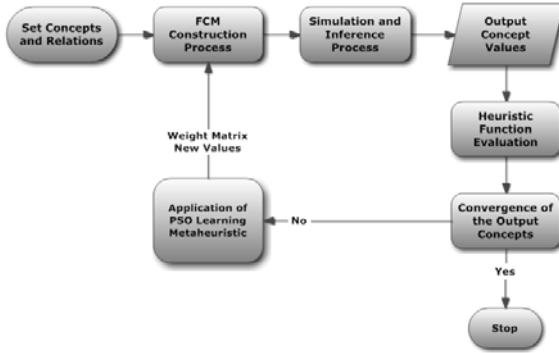 Set Concepts
and Relations
FCM
Construction
Process
Simulation and
Inference
Process
Output
Concept
Values
Heuristic
Function
Evaluation
Weight Matrix
New Values
Application of
PSO Learning
Metaheuristic
No
Convergence of
the Output
Concepts
Yes
Stop